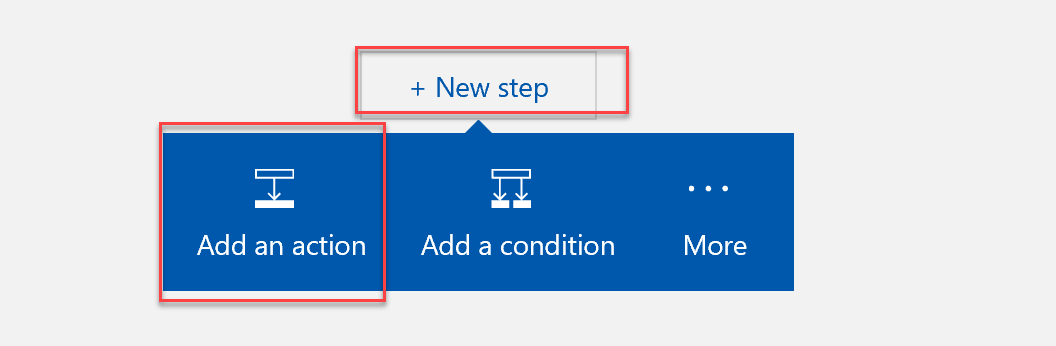 + New step
Add an action
Add a condition
More